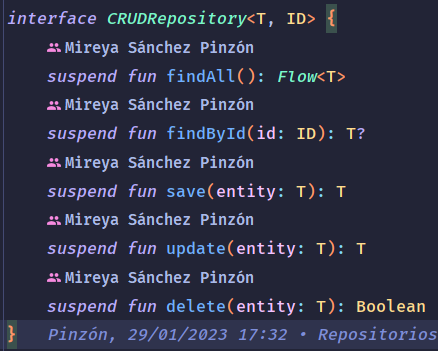 interface CRUDRepository<T, ID> {
Mireya Sánchez Pinzón
suspend fun findAll(): Flow<T>
Mireya Sánchez Pinzón
suspend fun findById(id: ID): T?
Mireya Sánchez Pinzón
suspend fun save(entity: T): T
Mireya Sánchez Pinzón
suspend fun update(entity: T): T
Mireya Sánchez Pinzón
suspend fun delete(entity: T): Boolean
} Pinzón, 29/01/2023 17:32 • Repositorios